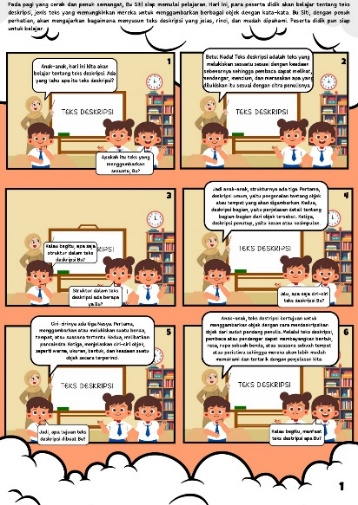 Pada pagi yang cerah dan penuh semangat, Bu Siti siap memulai pelajaran. Hari ini, para peserta didik akan belajar tentang teks
deskripsi, jenis teks yang memungkinkan mereka untuk menggambarkan berbagai objek dengan kata-kata. Bu Siti, dengan penuh
perhatian, akan mengajarkan bagaimana menyusun teks deskripsi yang jelas, rinci, dan mudah dipahami. Peserta didik pun siap
untuk belajar.
1
Anak-anak, hari ini kita akan
belajar tentang teks deskripsi. Ada
yang tahu apa itu teks deskripsi?
TEKS DESKRIPSI
Apakah itu teks yang
menggambarkan
sesuatu, Bu?
2
Betul Nada! Teks deskripsi adalah teks yang
melukiskan sesuatu sesuai dengan keadaan
sebenarnya sehingga pembaca dapat melihat,
mendengar, mencium, dan merasakan apa yang
dilukiskan itu sesuai dengan citra penulisnya.
TEKS DESKRIPSI
3
Kalau begitu, apa saja
struktur dalam teks
deskripsi Bu?
Struktur dalam teks
deskripsi ada berapa
ya Bu?
4
Jadi anak-anak, strukturnya ada tiga. Pertama,
deskripsi umum, yaitu pengenalan tentang objek
atau tempat yang akan digambarkan. Kedua,
deskripsi bagian, yaitu penjelasan detail tentang
bagian-bagian dari objek tersebut. Ketiga,
deskripsi penutup, yaitu kesan atau kesimpulan
TEKS DESKRIPSI
Lalu, apa saja ciri-ciri
teks deskripsi Bu?
5
Ciri-cirinya ada tiga Nasya. Pertama,
menggambarkan atau melukiskan suatu benda,
tempat, atau suasana tertentu. Kedua, melibatkan
pancaindra. Ketiga, menjelaskan ciri-ciri objek,
seperti warna, ukuran, bentuk, dan keadaan suatu
objek secara terperinci.
TEKS DESKRIPSI
Jadi, apa tujuan teks
deskripsi dibuat Bu?
6
Anak-anak, teks deskripsi bertujuan untuk
menggambarkan objek dengan cara mendeskripsikan
objek dari sudut pandang penulis. Melalui teks deskripsi,
pembaca atau pendengar dapat membayangkan bentuk,
rasa, rupa sebuah benda, atau suasana sebuah tempat
atau peristiwa sehingga mereka akan lebih mudah
memahami dan tertarik dengan penjelasan kita
TEKS DESKRIPSI
Kalau begitu, manfaat
teks deskripsi apa Bu?
1